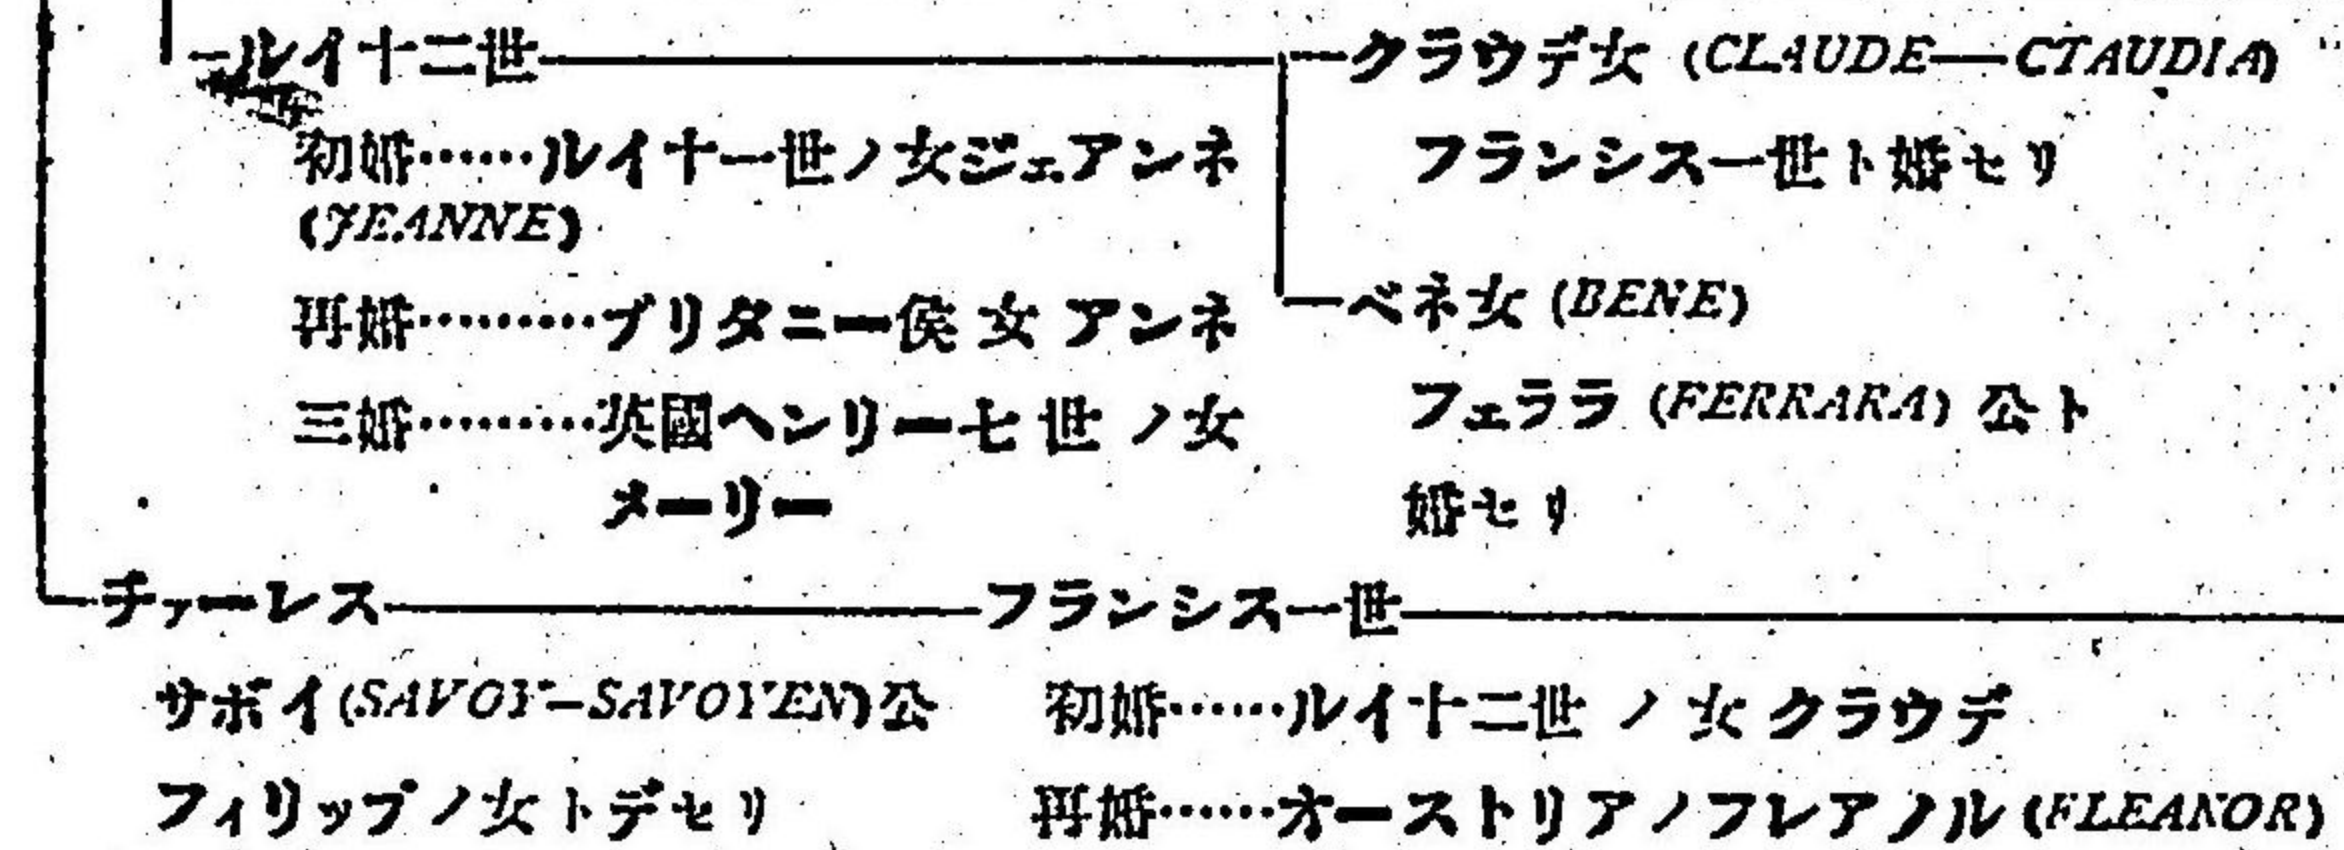 ルイ十二世
初婚……ルイ十一世ノ女ジェアンネ
(JEANNE)
再婚………ブリタニー侯女アンネ
三婚………英國ヘンリー七世ノ女
メーリー
クラウデ女 (CLAUDE—CTAUDIA)
フランシス一世ト婚セリ
ベネ女 (BENE)
フェララ (FERRARA) 公ト
婚セリ
チァーレス
サボイ(SAVOY-SAVOYEN)公
フィリップノ女トデセリ
フランシス一世
初婚……ルイ十二世ノ女クラウデ
再婚……オーストリアノフレアノル(FLEANOR)